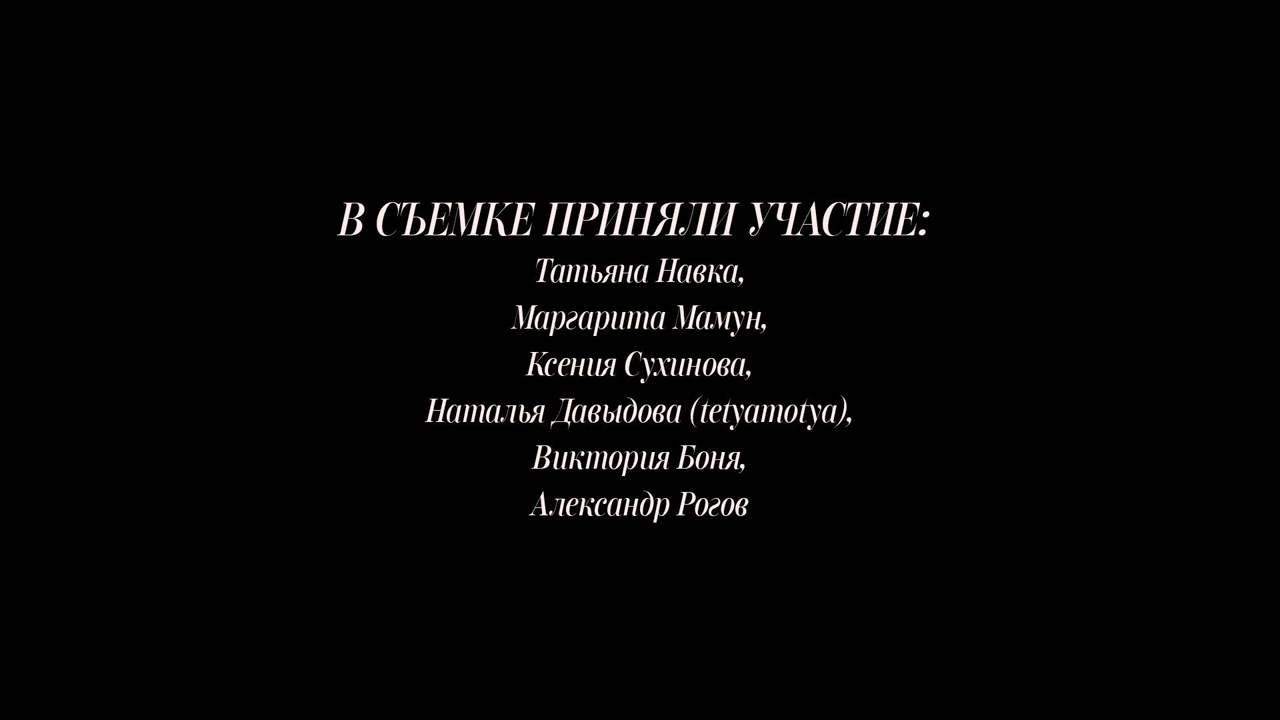 В СЪЕМКЕ ПРИНЯЛИ УЧАСТИЕ:
Татьяна Навка,
Маргарита Мамун,
Ксения Сухинова,
Наталья Давыдова (tetyamotya),
Виктория Боня,
Александр Рогов